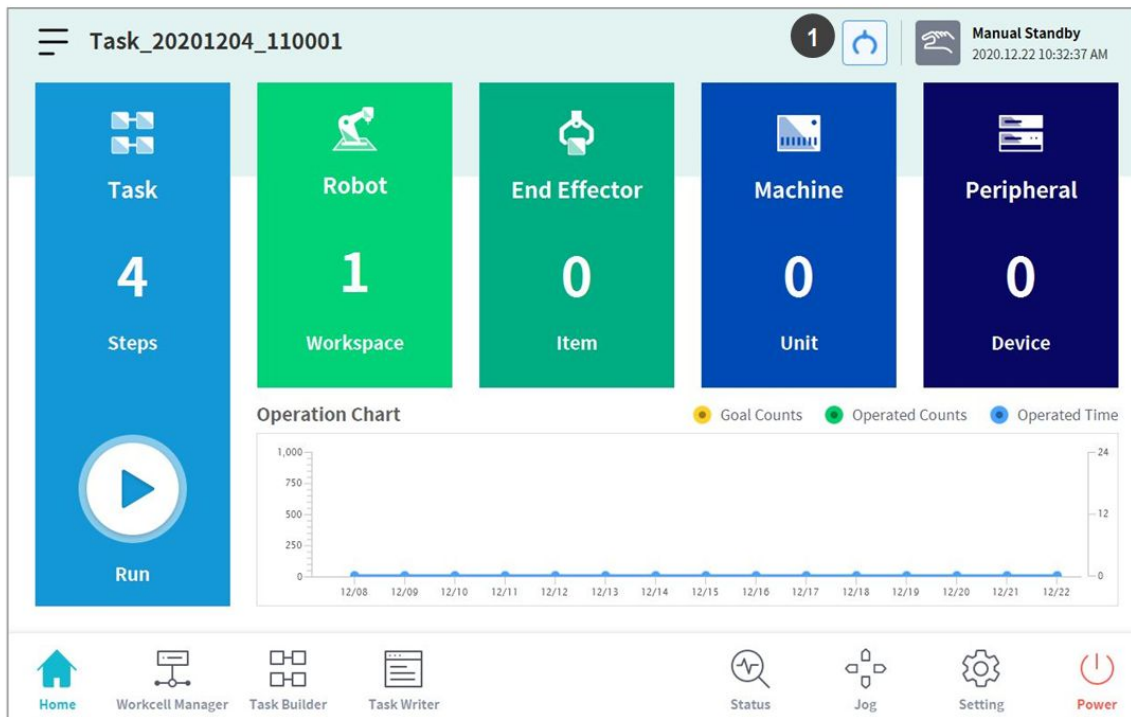 Task_20201204_110001
1
Manual Standby
2020.12.22 10:32:37 AM
Task
4
Steps
Run
Robot
1
Workspace
End Effector
0
Item
Machine
0
Unit
Peripheral
0
Device
Operation Chart
Goal Counts
Operated Counts
Operated Time
1,000
750
500
250
0
24
12
0
12/08 12/09 12/10 12/11 12/12 12/13 12/14 12/15 12/16 12/17 12/18 12/19 12/20 12/21 12/22
Home
Workcell Manager
Task Builder
Task Writer
Status
Jog
Setting
Power